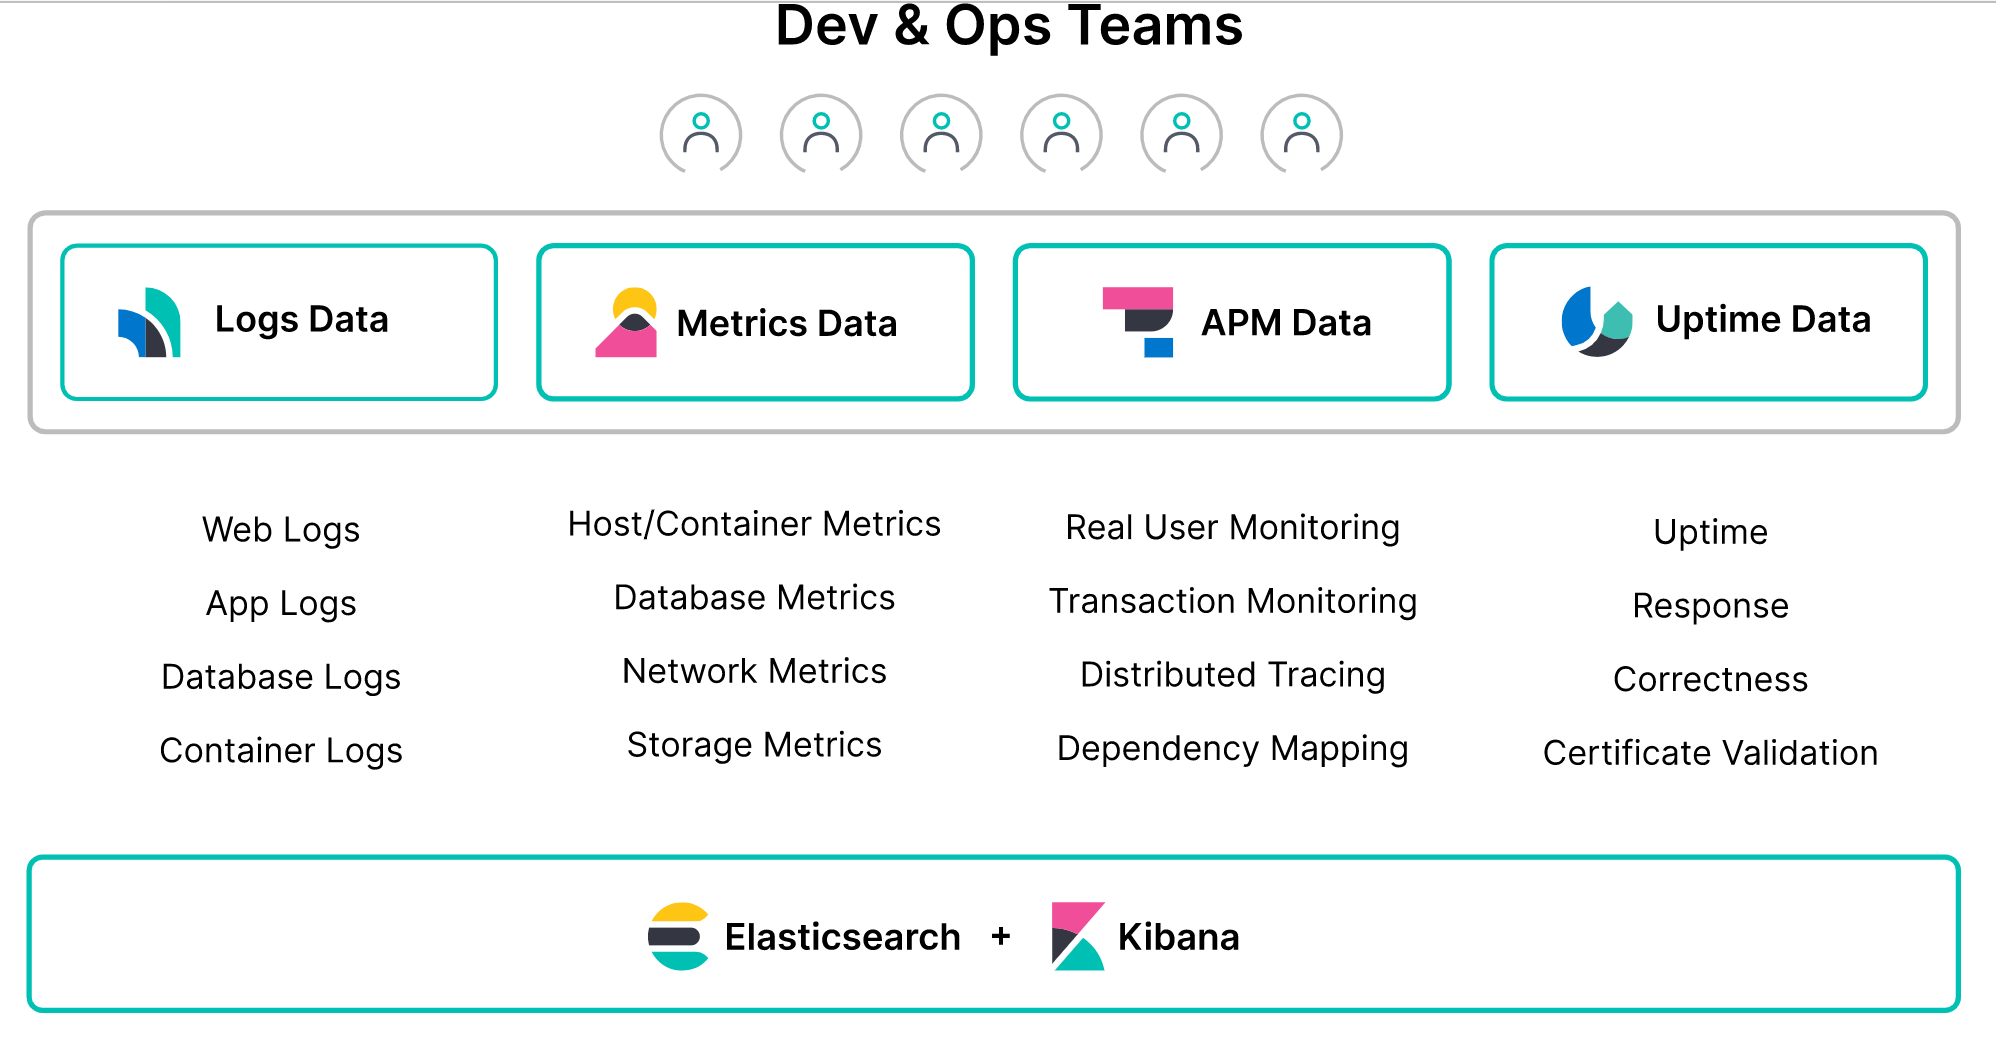 Dev & Ops Teams
Logs Data
Metrics Data
APM Data
Uptime Data
Web Logs
App Logs
Database Logs
Container Logs
Host/Container Metrics
Database Metrics
Network Metrics
Storage Metrics
Real User Monitoring
Transaction Monitoring
Distributed Tracing
Dependency Mapping
Uptime
Response
Correctness
Certificate Validation
Elasticsearch + Kibana